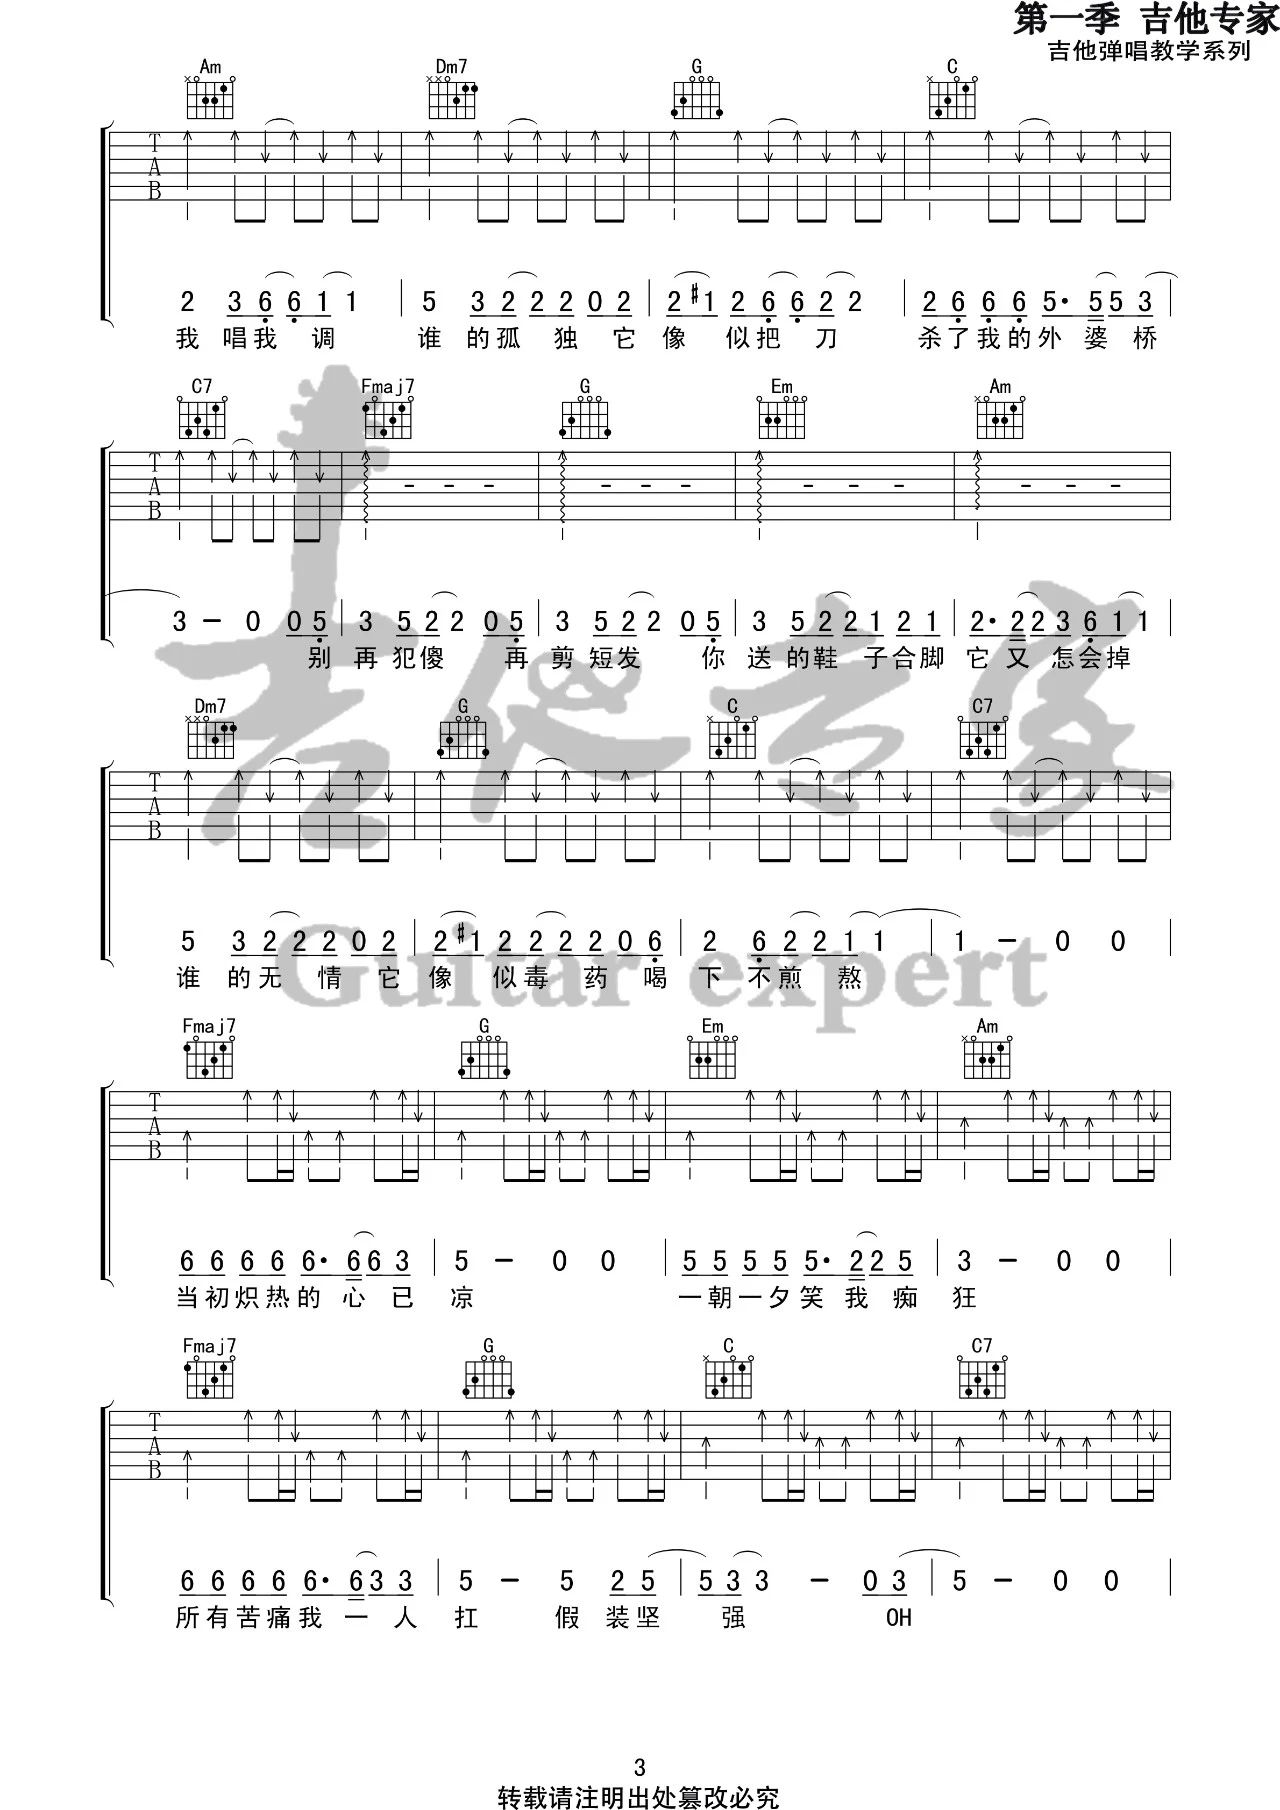 第一季 吉他专家
吉他弹唱教学系列
Am Dm7 G C
T
A
B
2 3 6 6 1 1 | 5 3 2 2 2 0 2 | 2 #1 2 6 6 2 2 | 2 6 6 6 5· 5 5 3 |
我 唱 我 调 谁 的 孤 独 它 像 似 把 刀 杀 了 我 的 外 婆 桥
C7 Fmaj7 G Em Am
T
A - - - - - - - - - - - -
B
3 - 0 0 5 | 3 5 2 2 0 5 | 3 5 2 2 0 5 | 3 5 2 2 1 2 1 | 2· 2 2 3 6 1 1 |
别 再 犯 傻 再 剪 短 发 你 送 的 鞋 子 合 脚 它 又 怎 会 掉
吉他专家
Dm7 G C C7
T
A
B
5 3 2 2 2 0 2 | 2 #1 2 2 2 2 0 6 | 2 6 2 2 1 1 | 1 - 0 0 |
谁 的 无 情 它 像 似 毒 药 喝 下 不 煎 熬
Guitar expert
Fmaj7 G Em Am
T
A
B
6 6 6 6 6· 6 6 3 | 5 - 0 0 | 5 5 5 5 5· 2 2 5 | 3 - 0 0 |
当 初 炽 热 的 心 已 凉 一 朝 一 夕 笑 我 痴 狂
Fmaj7 G C C7
T
A
B
6 6 6 6 6· 6 3 3 | 5 - 5 2 5 | 5 3 3 - 0 3 | 5 - 0 0 |
所 有 苦 痛 我 一 人 扛 假 装 坚 强 OH
3
转载请注明出处篡改必究